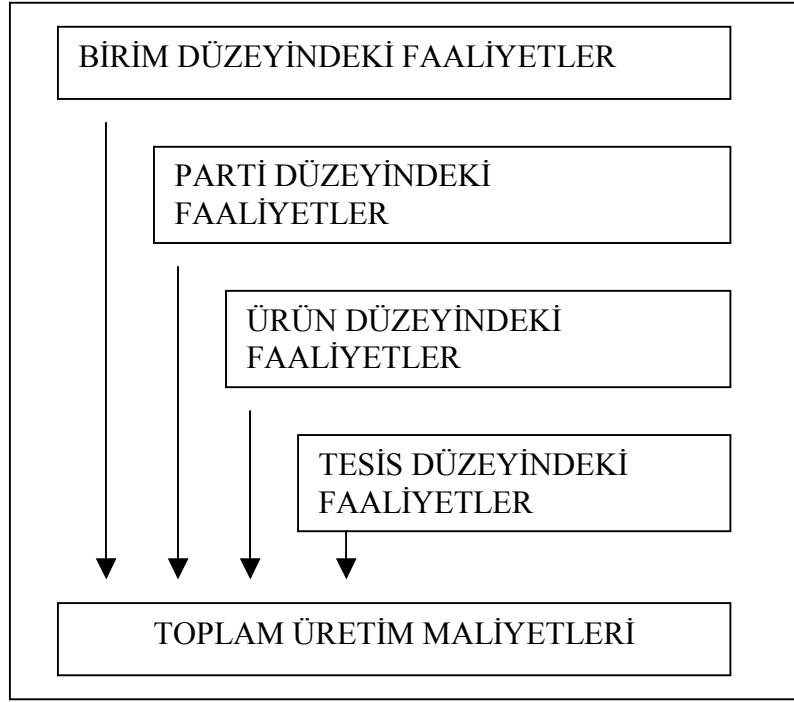 BİRİM DÜZEYİNDEKİ FAALİYETLER
PARTİ DÜZEYİNDEKİ
FAALİYETLER
ÜRÜN DÜZEYİNDEKİ
FAALİYETLER
TESİS DÜZEYİNDEKİ
FAALİYETLER
TOPLAM ÜRETİM MALİYETLERİ